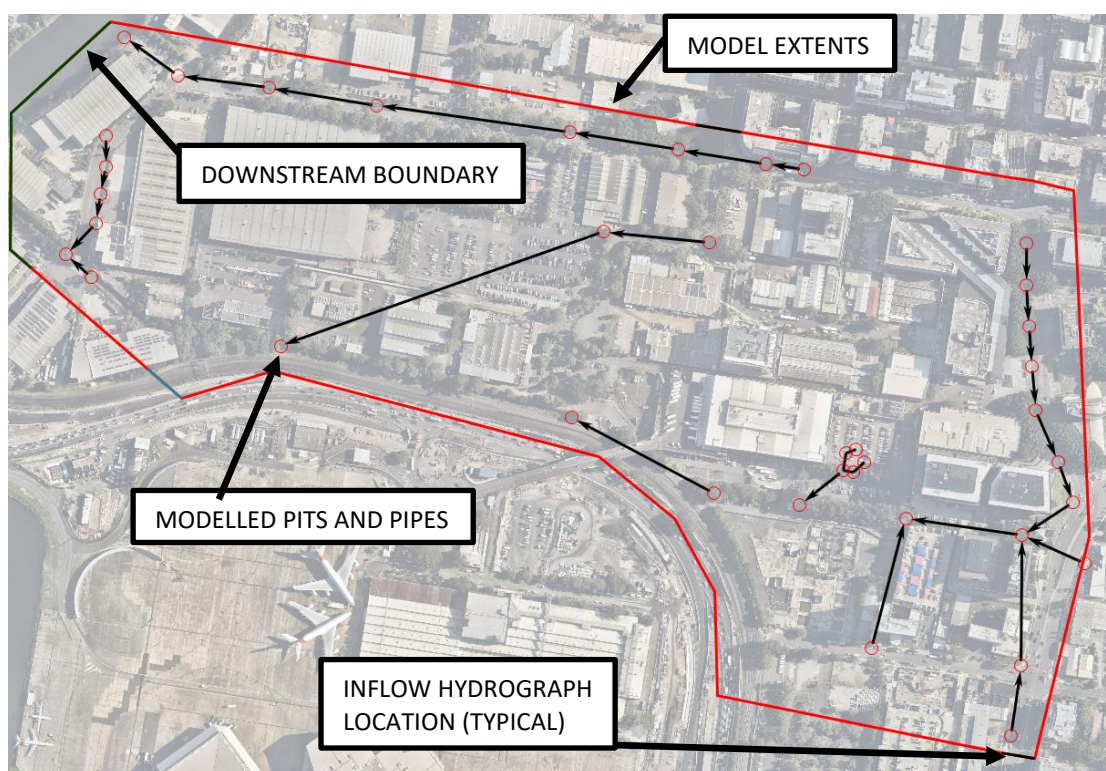 MODEL EXTENTS
DOWNSTREAM BOUNDARY
MODELLED PITS AND PIPES
INFLOW HYDROGRAPH
LOCATION (TYPICAL)